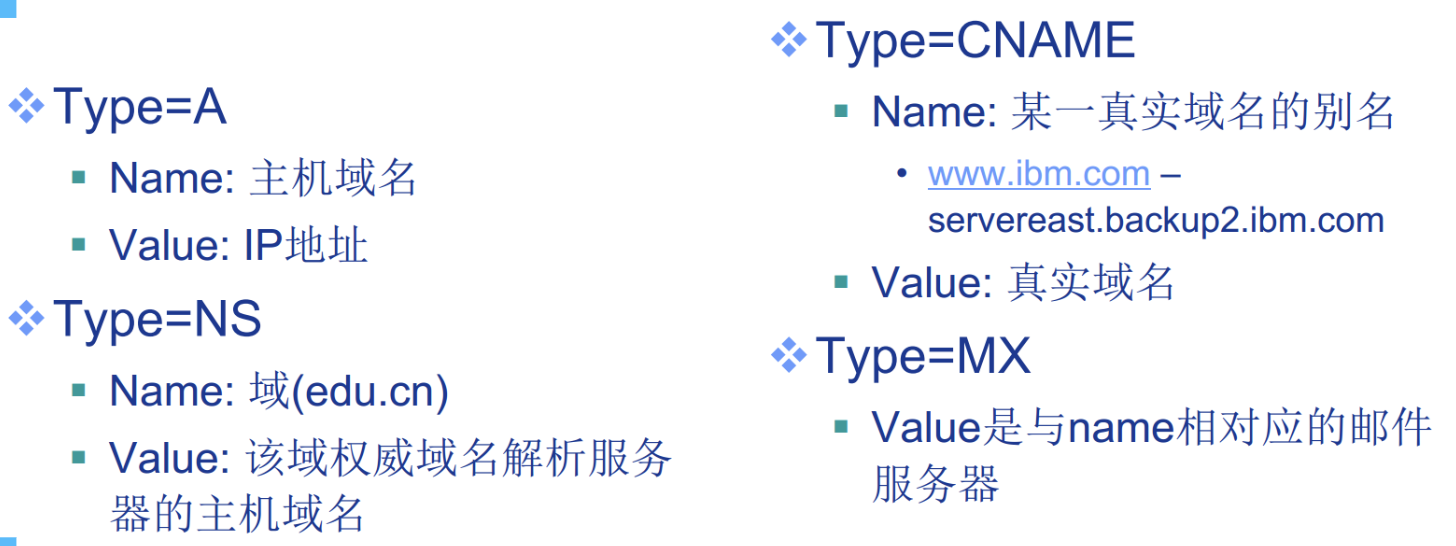 Type=A
Name: 主机域名
Value: IP地址
Type=NS
Name: 域(edu.cn)
Value: 该域权威域名解析服务
器的主机域名
Type=CNAME
Name: 某一真实域名的别名
www.ibm.com –
servereast.backup2.ibm.com
Value: 真实域名
Type=MX
Value是与name相对应的邮件
服务器